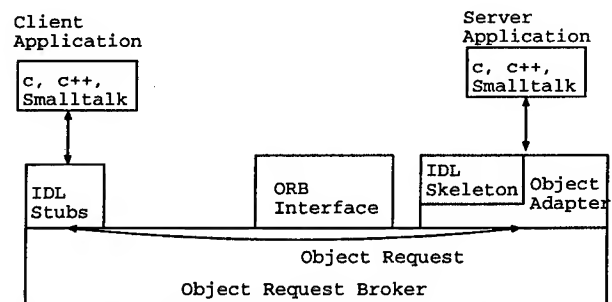 Client
Application
Server
Application
c, c++,
Smalltalk
c, c++,
Smalltalk
IDL
Stubs
ORB
Interface
IDL
Skeleton
Object
Adapter
Object Request
Object Request Broker